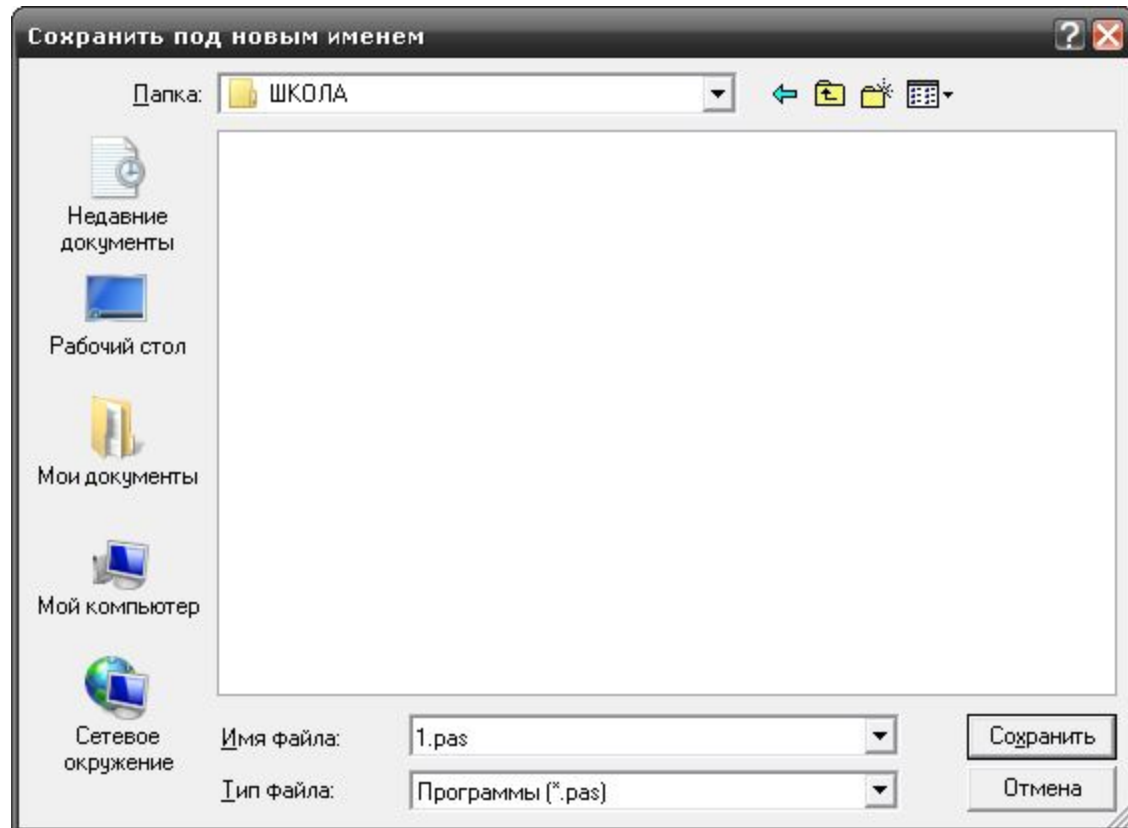 Сохранить под новым именем
Папка: ШКОЛА
Недавние
документы
Рабочий стол
Мои документы
Мой компьютер
Сетевое
окружение
Имя файла: 1.pas Сохранить
Тип файла: Программы (*.pas) Отмена